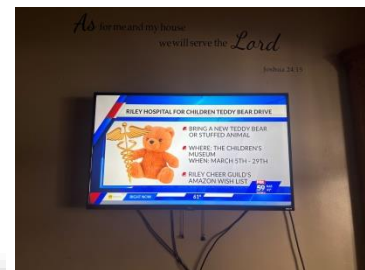 As for me and my house
we will serve the Lord
Joshua 24:15
RILEY HOSPITAL FOR CHILDREN TEDDY BEAR DRIVE
BRING A NEW TEDDY BEAR
OR STUFFED ANIMAL
WHERE: THE CHILDREN'S
MUSEUM
WHEN: MARCH 5TH - 29TH
RILEY CHEER GUILD'S
AMAZON WISH LIST
59
RIGHT NOW
41°